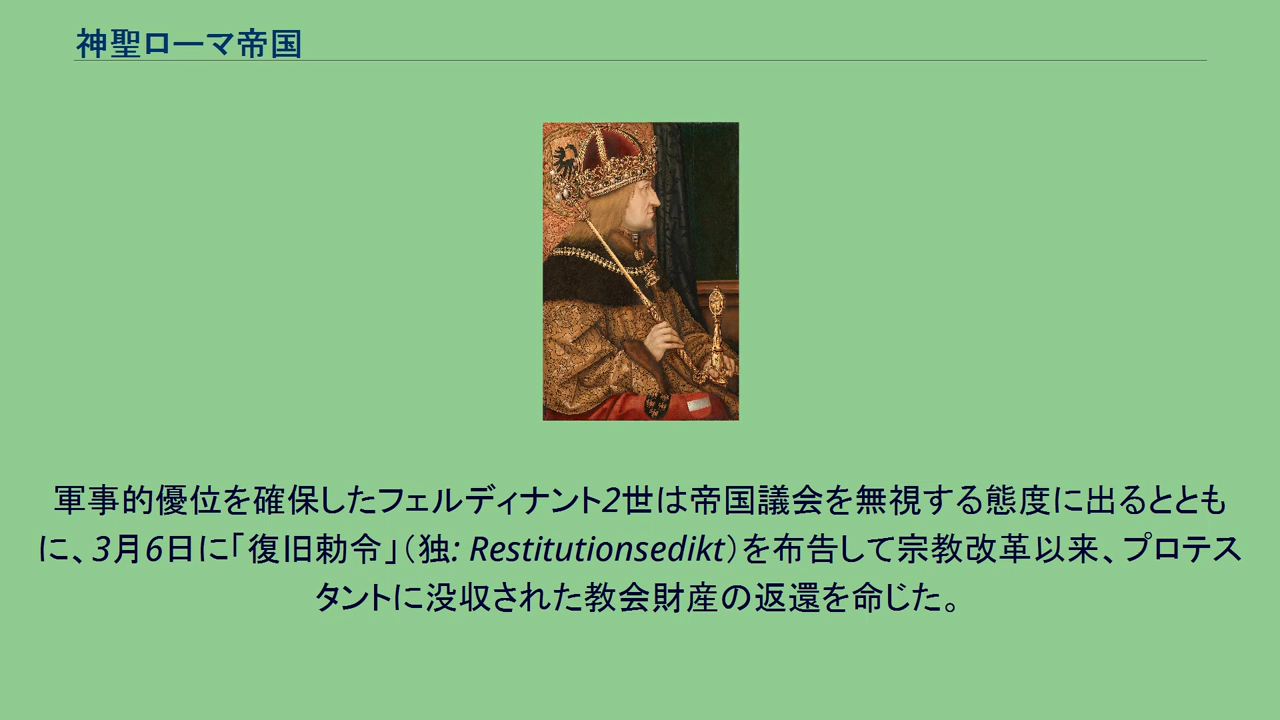 神聖ローマ帝国
軍事的優位を確保したフェルディナント2世は帝国議会を無視する態度に出るととも
に、3月6日に「復旧勅令」（独: Restitutionsedikt）を布告して宗教改革以来、プロテス
タントに没収された教会財産の返還を命じた。